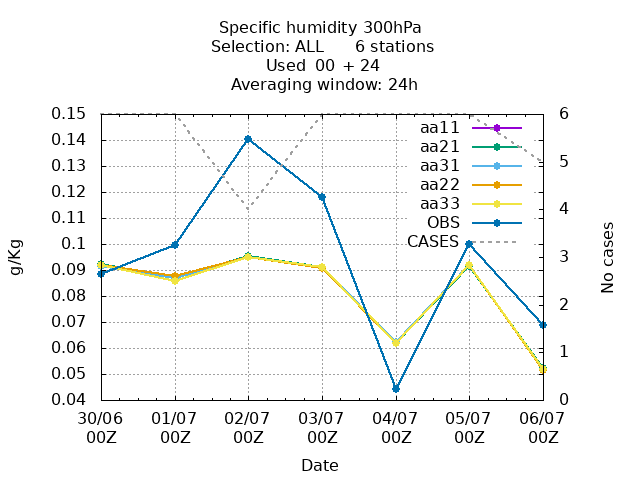 Specific humidity 300hPa
Selection: ALL 6 stations
Used 00 + 24
Averaging window: 24h
0.15
0.14
0.13
0.12
0.11
0.1
0.09
0.08
0.07
0.06
0.05
0.04
g/Kg
6
5
4
3
2
1
0
No cases
aa11
aa21
aa31
aa22
aa33
OBS
CASES
30/06 01/07 02/07 03/07 04/07 05/07 06/07
00Z 00Z 00Z 00Z 00Z 00Z 00Z
Date